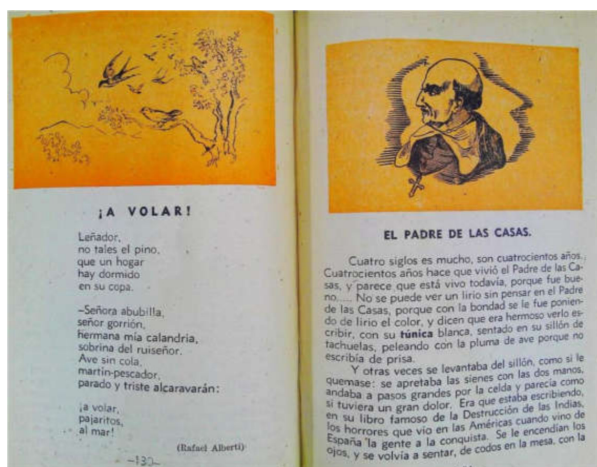 ¡A VOLAR!
Leñador,
no tales el pino,
que un hogar
hay dormido
en su copa.
—Señora abubilla,
señor gorrión,
hermana mía calandria,
sobrina del ruiseñor.
Ave sin cola,
martín-pescador,
parado y triste alcaravarán:
¡a volar,
pajaritos,
al mar!
(Rafael Alberti)
—130—
EL PADRE DE LAS CASAS.
Cuatro siglos es mucho, son cuatrocientos años.
Cuatrocientos años hace que vivió el Padre de las Ca-
sas, y parece que está vivo todavía, porque fue bue-
no..... No se puede ver un lirio sin pensar en el Padre
de las Casas, porque con la bondad se le fue ponien-
do de lirio el color, y dicen que era hermoso verlo es-
cribir, con su túnica blanca, sentado en su sillón de
tachuelas, peleando con la pluma de ave porque no
escribía de prisa.
Y otras veces se levantaba del sillón, como si le
quemase: se apretaba las sienes con las dos manos,
andaba a pasos grandes por la celda y parecía como
si tuviera un gran dolor. Era que estaba escribiendo,
en su libro famoso de la Destrucción de las Indias,
los horrores que vio en las Américas cuando vino de
España la gente a la conquista. Se le encendían los
ojos, y se volvía a sentar, de codos en la mesa, con la